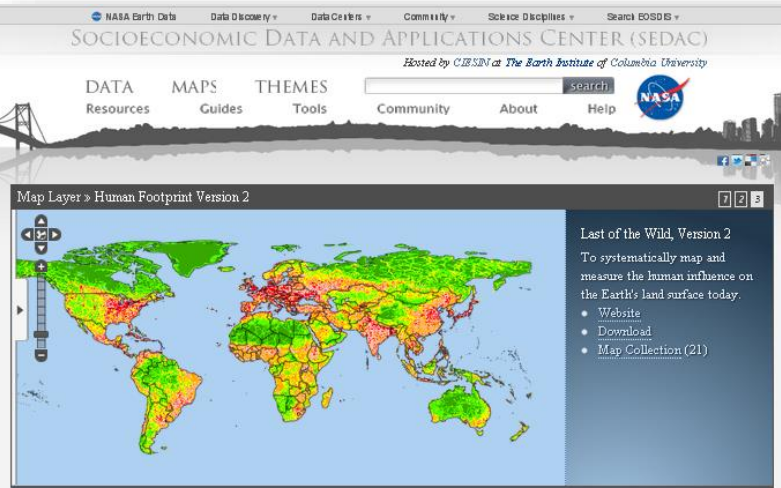 NASA Earth Data Data Discovery Data Centers Community Science Disciplines Search EOSDIS
SOCIOECONOMIC DATA AND APPLICATIONS CENTER (SEDAC)
Hosted by CIESIN at The Earth Institute of Columbia University
DATA MAPS THEMES search
NASA
Resources Guides Tools Community About Help
Map Layer » Human Footprint Version 2 1 2 3
Last of the Wild, Version 2
To systematically map and
measure the human influence on
the Earth's land surface today.
Website
Download
Map Collection (21)